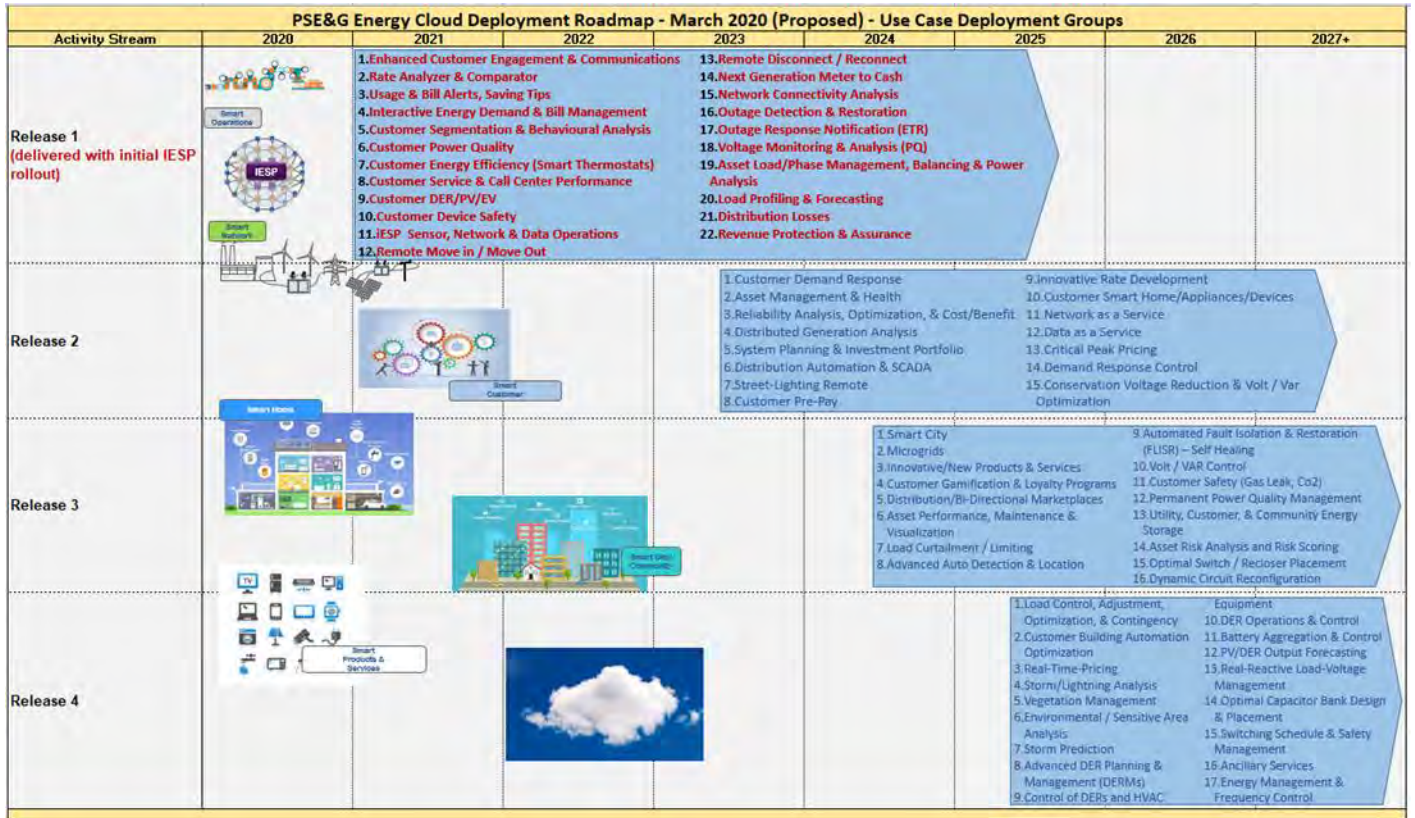 PSE&G Energy Cloud Deployment Roadmap - March 2020 (Proposed) - Use Case Deployment Groups
Activity Stream 2020 2021 2022 2023 2024 2025 2026 2027+
Release 1
(delivered with initial IESP
rollout)
Smart
Operations
IESP
Smart
Network
1.Enhanced Customer Engagement & Communications
2.Rate Analyzer & Comparator
3.Usage & Bill Alerts, Saving Tips
4.Interactive Energy Demand & Bill Management
5.Customer Segmentation & Behavioural Analysis
6.Customer Power Quality
7.Customer Energy Efficiency (Smart Thermostats)
8.Customer Service & Call Center Performance
9.Customer DER/PV/EV
10.Customer Device Safety
11.iESP Sensor, Network & Data Operations
12.Remote Move in / Move Out
13.Remote Disconnect / Reconnect
14.Next Generation Meter to Cash
15.Network Connectivity Analysis
16.Outage Detection & Restoration
17.Outage Response Notification (ETR)
18.Voltage Monitoring & Analysis (PQ)
19.Asset Load/Phase Management, Balancing & Power
Analysis
20.Load Profiling & Forecasting
21.Distribution Losses
22.Revenue Protection & Assurance
Release 2
Smart
Customer
1.Customer Demand Response
2.Asset Management & Health
3.Reliability Analysis, Optimization, & Cost/Benefit
4.Distributed Generation Analysis
5.System Planning & Investment Portfolio
6.Distribution Automation & SCADA
7.Street-Lighting Remote
8.Customer Pre-Pay
9.Innovative Rate Development
10.Customer Smart Home/Appliances/Devices
11.Network as a Service
12.Data as a Service
13.Critical Peak Pricing
14.Demand Response Control
15.Conservation Voltage Reduction & Volt / Var
Optimization
Release 3
Smart Home
Smart City/
1.Smart City
2.Microgrids
3.Innovative/New Products & Services
4.Customer Gamification & Loyalty Programs
5.Distribution/Bi-Directional Marketplaces
6.Asset Performance, Maintenance &
Visualization
7.Load Curtailment / Limiting
8.Advanced Auto Detection & Location
9.Automated Fault Isolation & Restoration
(FLISR) – Self Healing
10.Volt / VAR Control
11.Customer Safety (Gas Leak, Co2)
12.Permanent Power Quality Management
13.Utility, Customer, & Community Energy
Storage
14.Asset Risk Analysis and Risk Scoring
15.Optimal Switch / Recloser Placement
16.Dynamic Circuit Reconfiguration
Release 4
TV
Smart
Products &
Services
1.Load Control, Adjustment,
Optimization, & Contingency
2.Customer Building Automation
Optimization
3.Real-Time-Pricing
4.Storm/Lightning Analysis
5.Vegetation Management
6.Environmental / Sensitive Area
Analysis
7.Storm Prediction
8.Advanced DER Planning &
Management (DERMs)
9.Control of DERs and HVAC
Equipment
10.DER Operations & Control
11.Battery Aggregation & Control
12.PV/DER Output Forecasting
13.Real-Reactive Load-Voltage
Management
14.Optimal Capacitor Bank Design
& Placement
15.Switching Schedule & Safety
Management
16.Ancillary Services
17.Energy Management &
Frequency Control